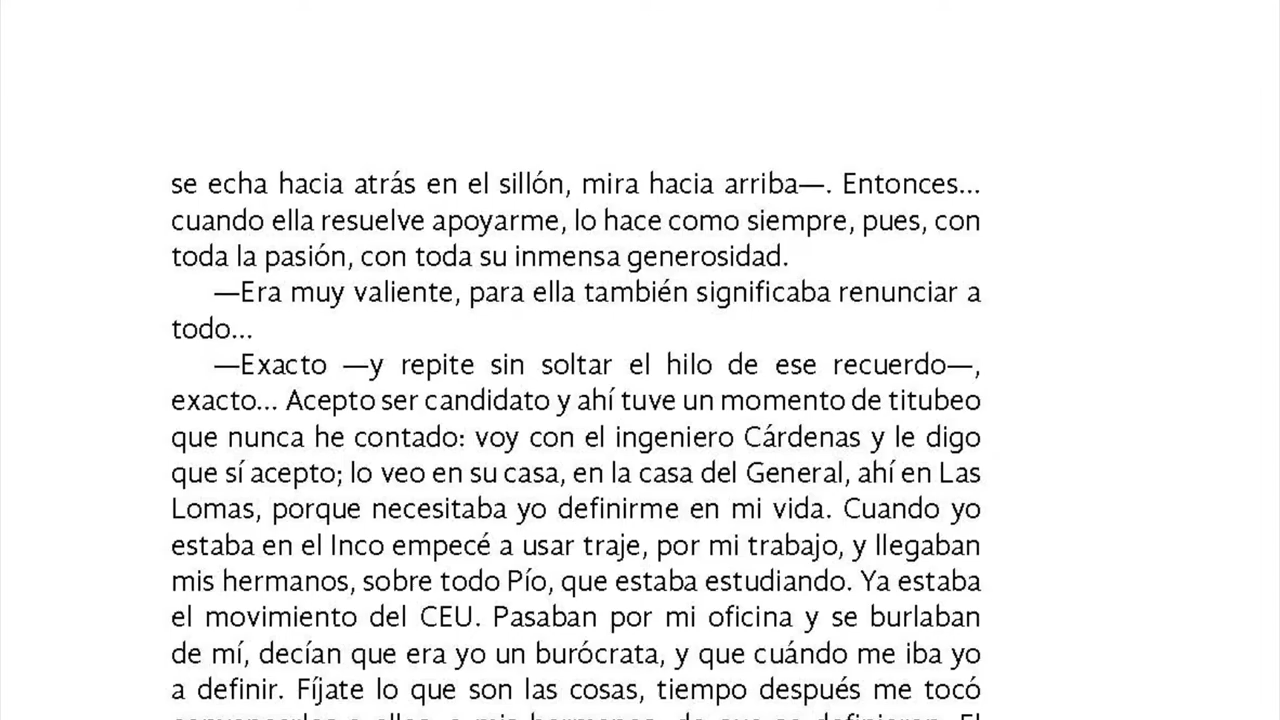 se echa hacia atrás en el sillón, mira hacia arriba—. Entonces...
cuando ella resuelve apoyarme, lo hace como siempre, pues, con
toda la pasión, con toda su inmensa generosidad.
—Era muy valiente, para ella también significaba renunciar a
todo...
—Exacto —y repite sin soltar el hilo de ese recuerdo—,
exacto... Acepto ser candidato y ahí tuve un momento de titubeo
que nunca he contado: voy con el ingeniero Cárdenas y le digo
que sí acepto; lo veo en su casa, en la casa del General, ahí en Las
Lomas, porque necesitaba yo definirme en mi vida. Cuando yo
estaba en el Inco empecé a usar traje, por mi trabajo, y llegaban
mis hermanos, sobre todo Pío, que estaba estudiando. Ya estaba
el movimiento del CEU. Pasaban por mi oficina y se burlaban
de mí, decían que era yo un burócrata, y que cuándo me iba yo
a definir. Fíjate lo que son las cosas, tiempo después me tocó